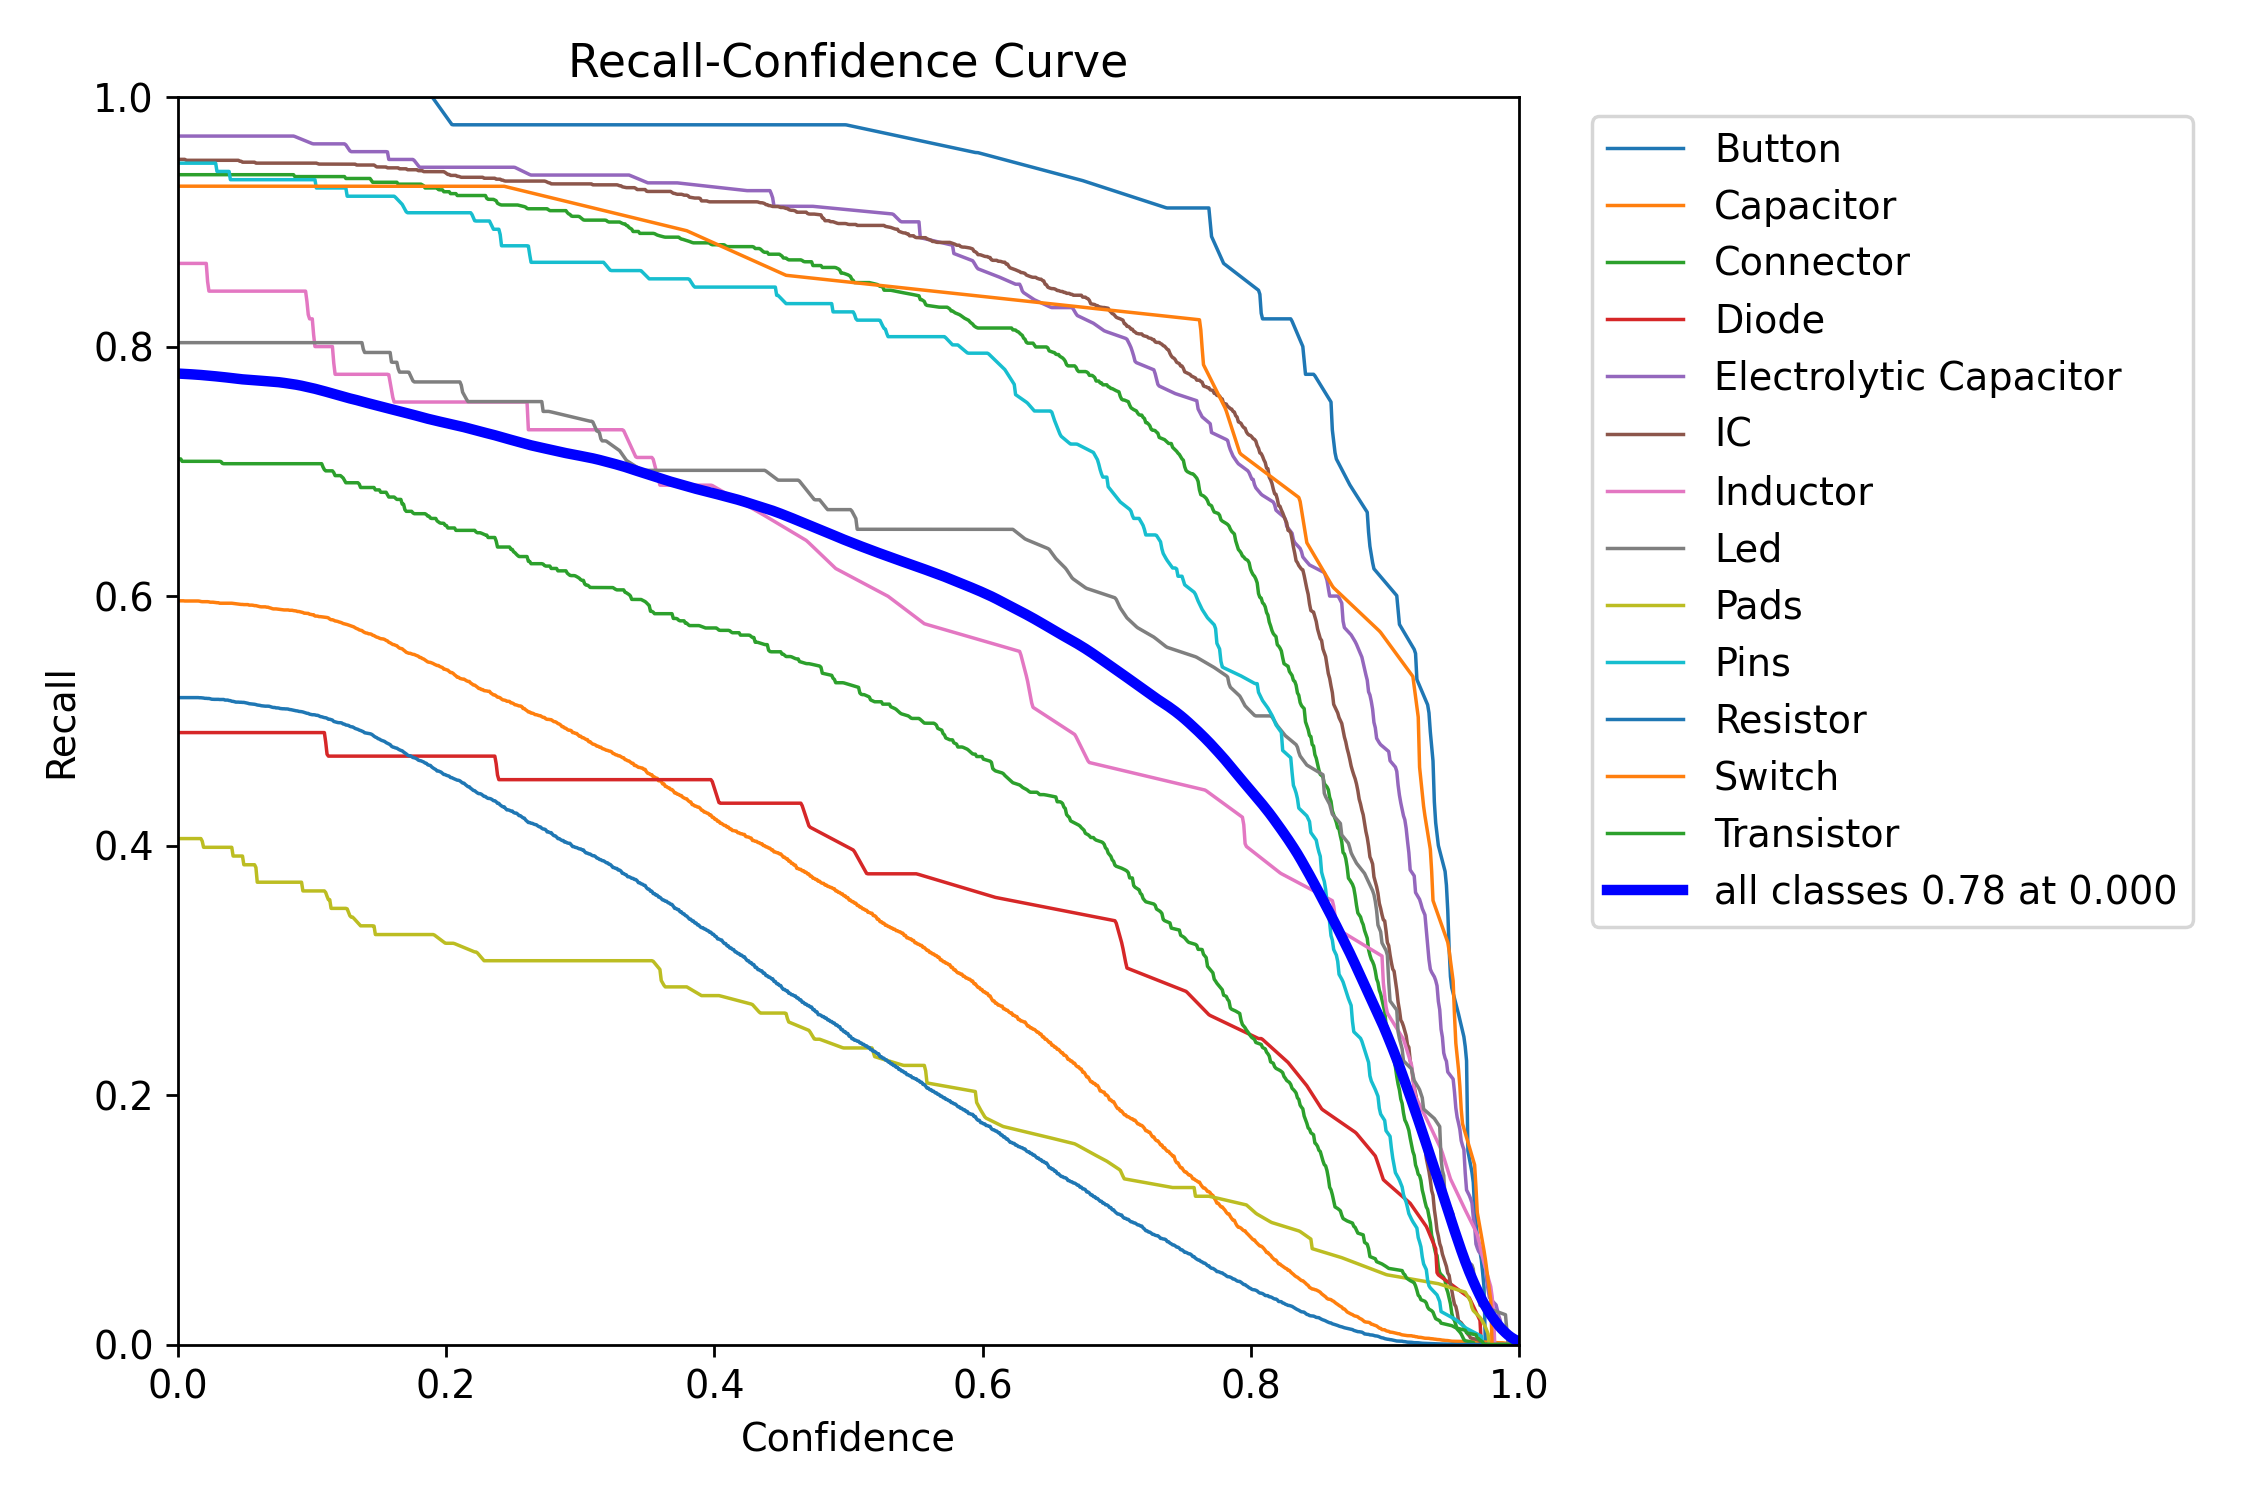 Recall-Confidence Curve
1.0
0.8
0.6
0.4
0.2
0.0
Recall
0.0 0.2 0.4 0.6 0.8 1.0
Confidence
Button
Capacitor
Connector
Diode
Electrolytic Capacitor
IC
Inductor
Led
Pads
Pins
Resistor
Switch
Transistor
all classes 0.78 at 0.000